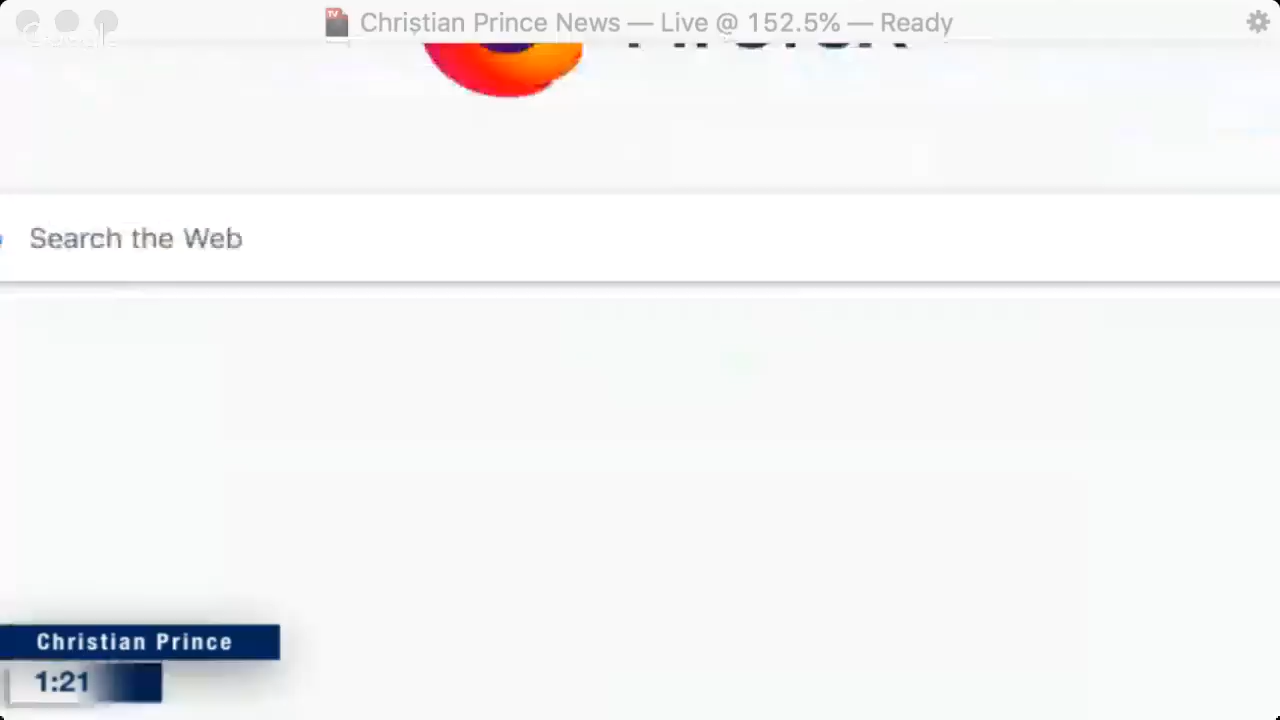 Christian Prince News — Live @ 152.5% — Ready
Search the Web
Christian Prince
1:21